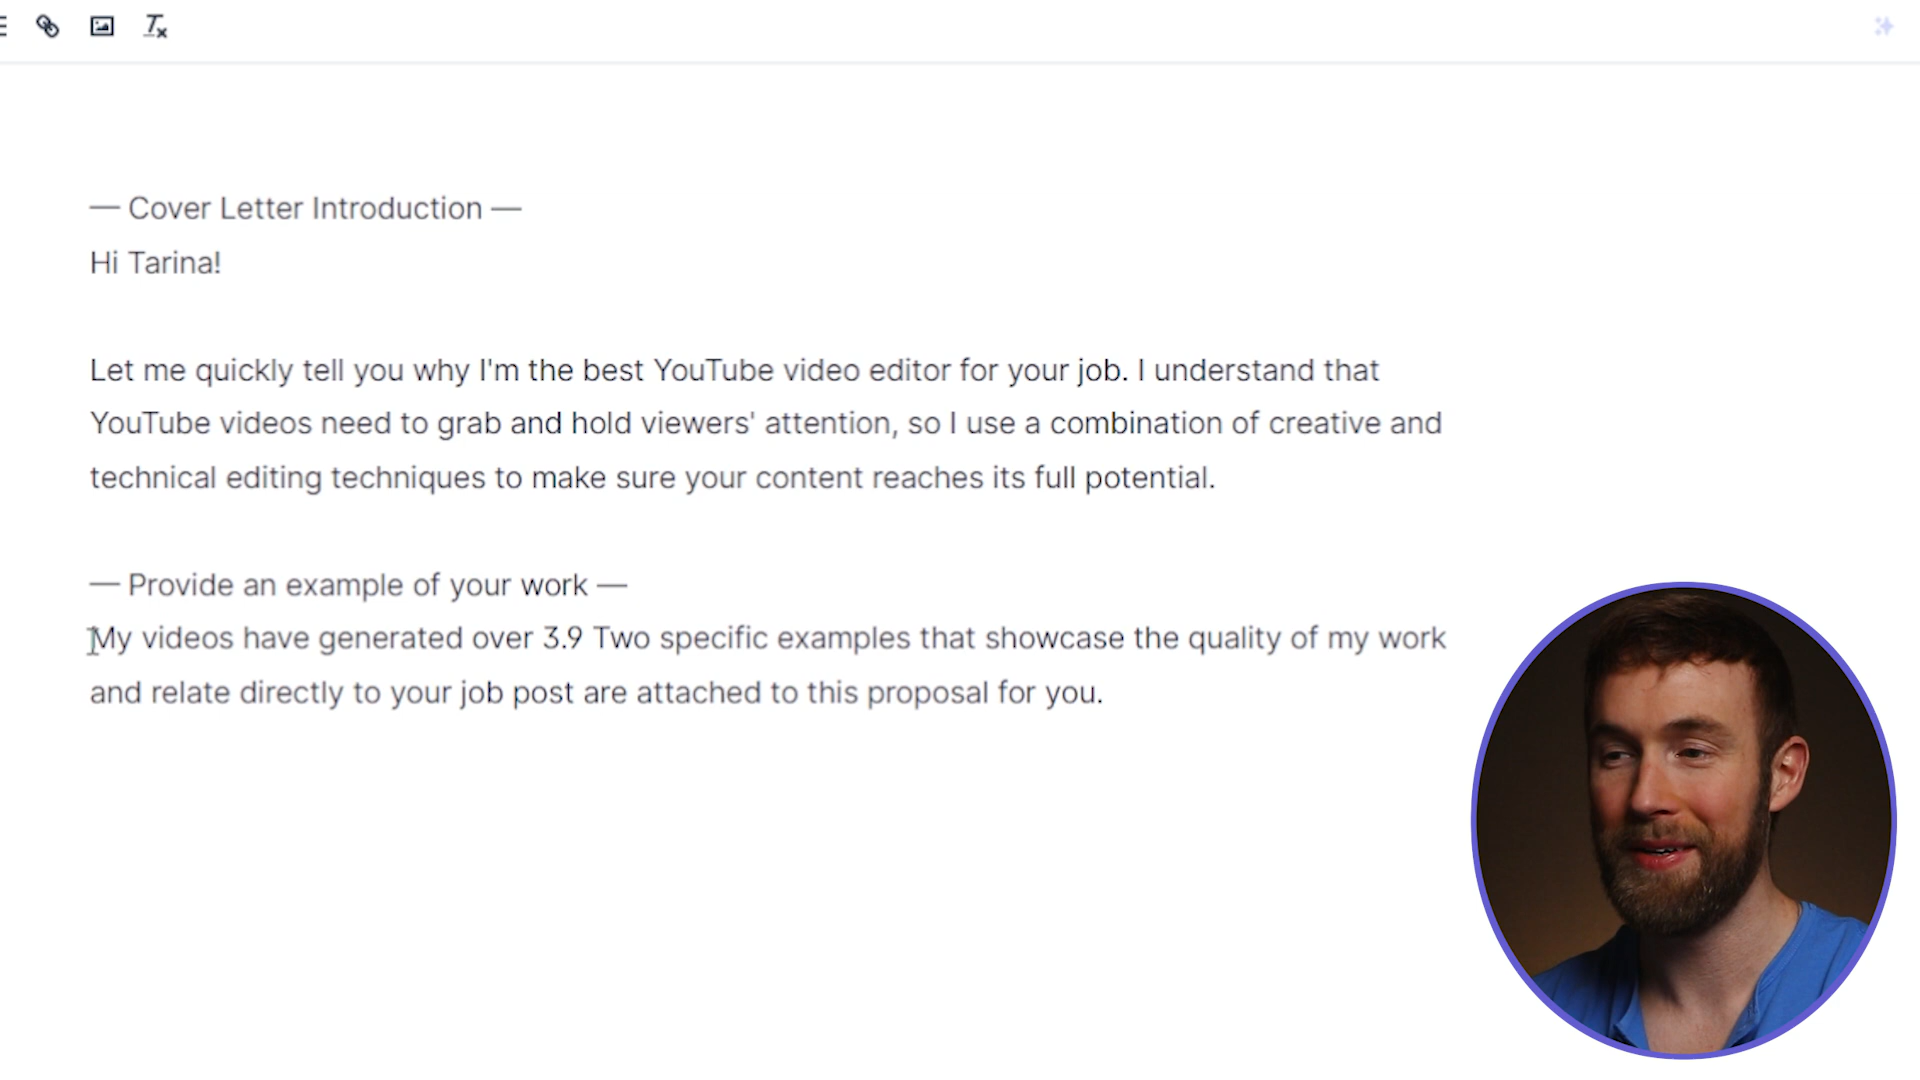 — Cover Letter Introduction —
Hi Tarina!
Let me quickly tell you why I'm the best YouTube video editor for your job. I understand that
YouTube videos need to grab and hold viewers' attention, so I use a combination of creative and
technical editing techniques to make sure your content reaches its full potential.
— Provide an example of your work —
My videos have generated over 3.9 Two specific examples that showcase the quality of my work
and relate directly to your job post are attached to this proposal for you.